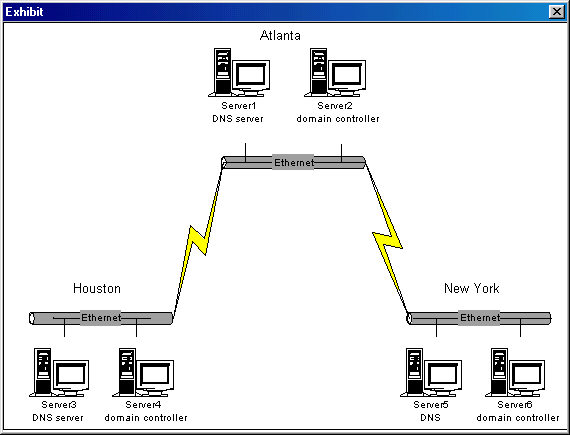 Exhibit
Atlanta
Server1
DNS server
Server2
domain controller
Ethernet
Houston
Ethernet
Server3
DNS server
Server4
domain controller
New York
Ethernet
Server5
DNS
Server6
domain controller